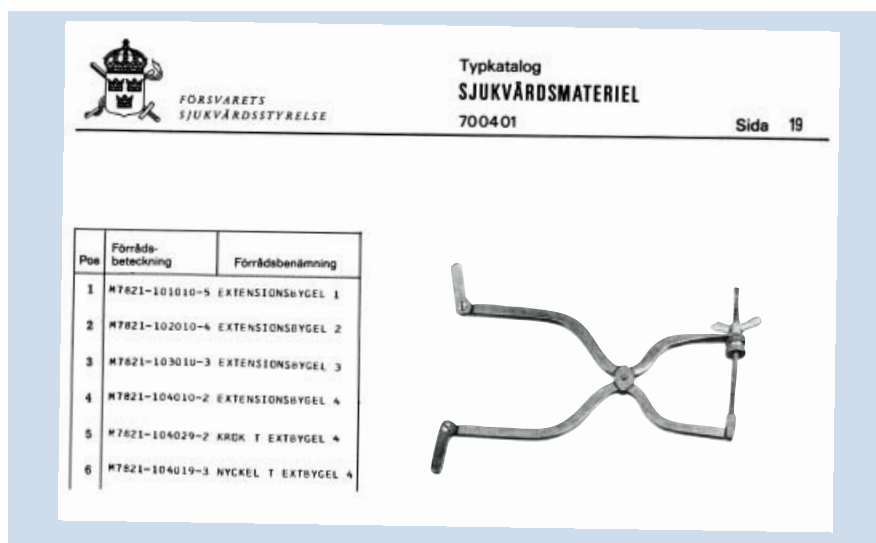 FÖRSVARETS
SJUKVÅRDSSTYRELSE
Typkatalog
SJUKVÅRDSMATERIEL
700401
Sida 19
Pos Förråds-beteckning Förrådsbenämning
1 M7821-101010-5 EXTENSIONSBYGEL 1
2 M7821-102010-4 EXTENSIONSBYGEL 2
3 M7821-103010-3 EXTENSIONSBYGEL 3
4 M7821-104010-2 EXTENSIONSBYGEL 4
5 M7821-104029-2 KROK T EXTBYGEL 4
6 M7821-104019-3 NYCKEL T EXTBYGEL 4